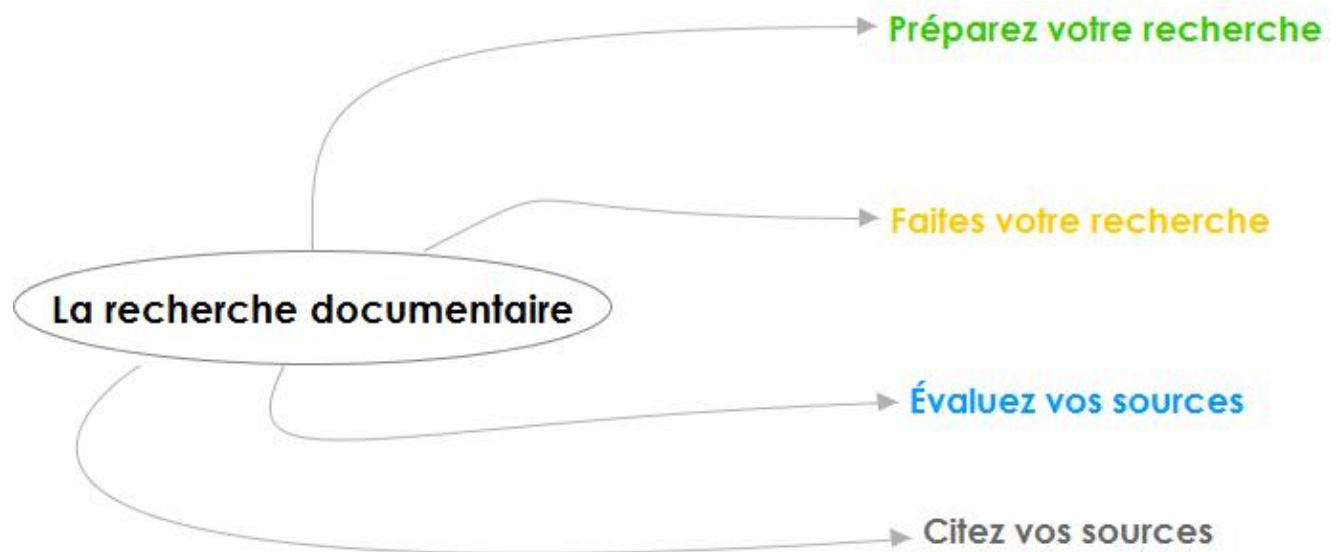 Préparez votre recherche
Faites votre recherche
La recherche documentaire
Évaluez vos sources
Citez vos sources